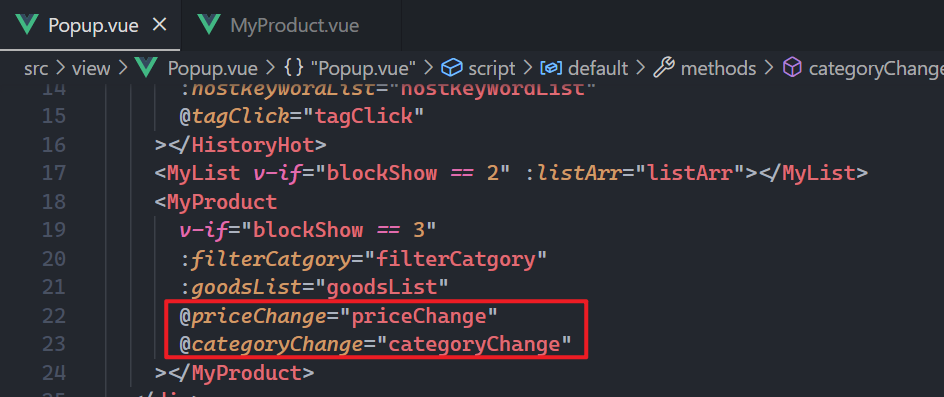 Popup.vue × MyProduct.vue
src > view > Popup.vue > {} "Popup.vue" > script > default > methods > categoryChange
14 :hostKeyWordList="hostKeyWordList"
15 @tagClick="tagClick"
16 ></HistoryHot>
17 <MyList v-if="blockShow == 2" :listArr="listArr"></MyList>
18 <MyProduct
19 v-if="blockShow == 3"
20 :filterCatgory="filterCatgory"
21 :goodsList="goodsList"
22 @priceChange="priceChange"
23 @categoryChange="categoryChange"
24 ></MyProduct>